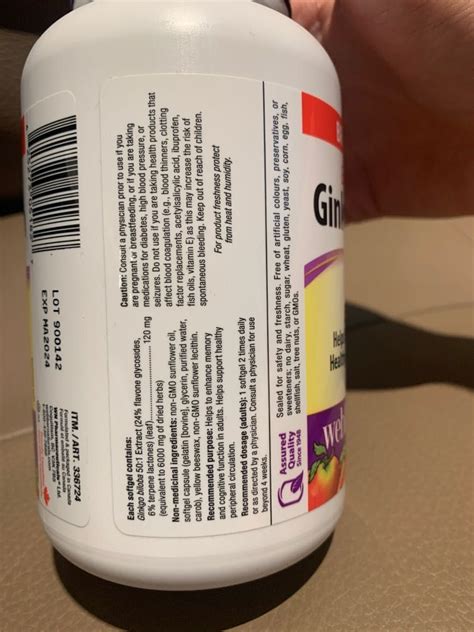 Caution: Consult a physician prior to use if you
are pregnant or breastfeeding, or if you are taking
medications for diabetes, high blood pressure, or
seizures. Do not use if you are taking health products that
affect blood coagulation (e.g., blood thinners, clotting
factor replacements, acetylsalicylic acid, ibuprofen,
fish oils, vitamin E) as this may increase the risk of
spontaneous bleeding. Keep out of reach of children.
For product freshness protect
from heat and humidity.
LOT 900142
EXP MA2024
ITM./ART. 336724
Each softgel contains:
Ginkgo biloba 50:1 Extract (24% flavone glycosides,
6% terpene lactones) (leaf) 120 mg
(equivalent to 6000 mg of dried herbs)
Non-medicinal ingredients: non-GMO sunflower oil,
softgel capsule (gelatin [bovine], glycerin, purified water,
carob), yellow beeswax, non-GMO sunflower lecithin.
Recommended purpose: Helps to enhance memory
and cognitive function in adults. Helps support healthy
peripheral circulation.
Recommended dosage (adults): 1 softgel 2 times daily
or as directed by a physician. Consult a physician for use
beyond 4 weeks.
Assured
Quality
Since 1946
Sealed for safety and freshness. Free of artificial colours, preservatives, or
sweeteners; no dairy, starch, sugar, wheat, gluten, yeast, soy, corn, egg, fish,
shellfish, salt, tree nuts, or GMOs.
Gin
Helps
Health
Web